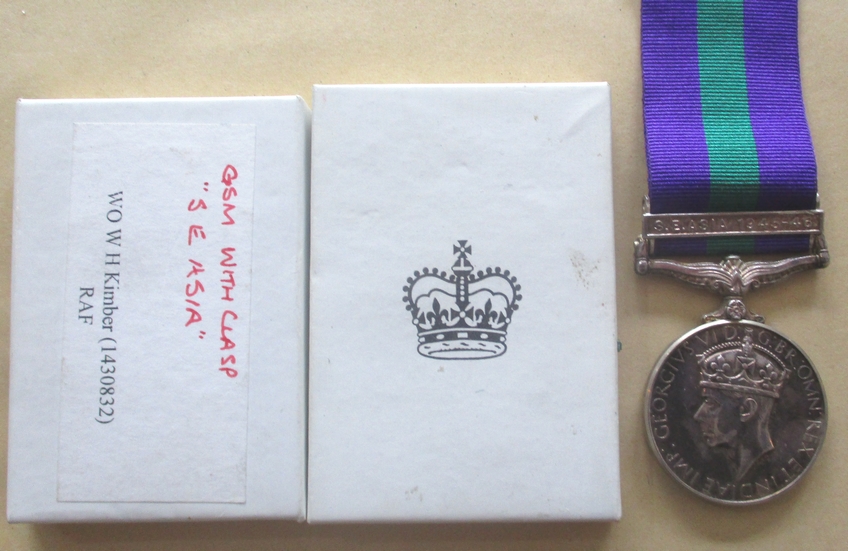 GSM WITH CLASP
"S E ASIA"
WO W H Kimber (1430832)
RAF
S.E. ASIA 1945-46
GEORGIVS VI D:G:BR:OMN:REX ET INDIAE IMP: